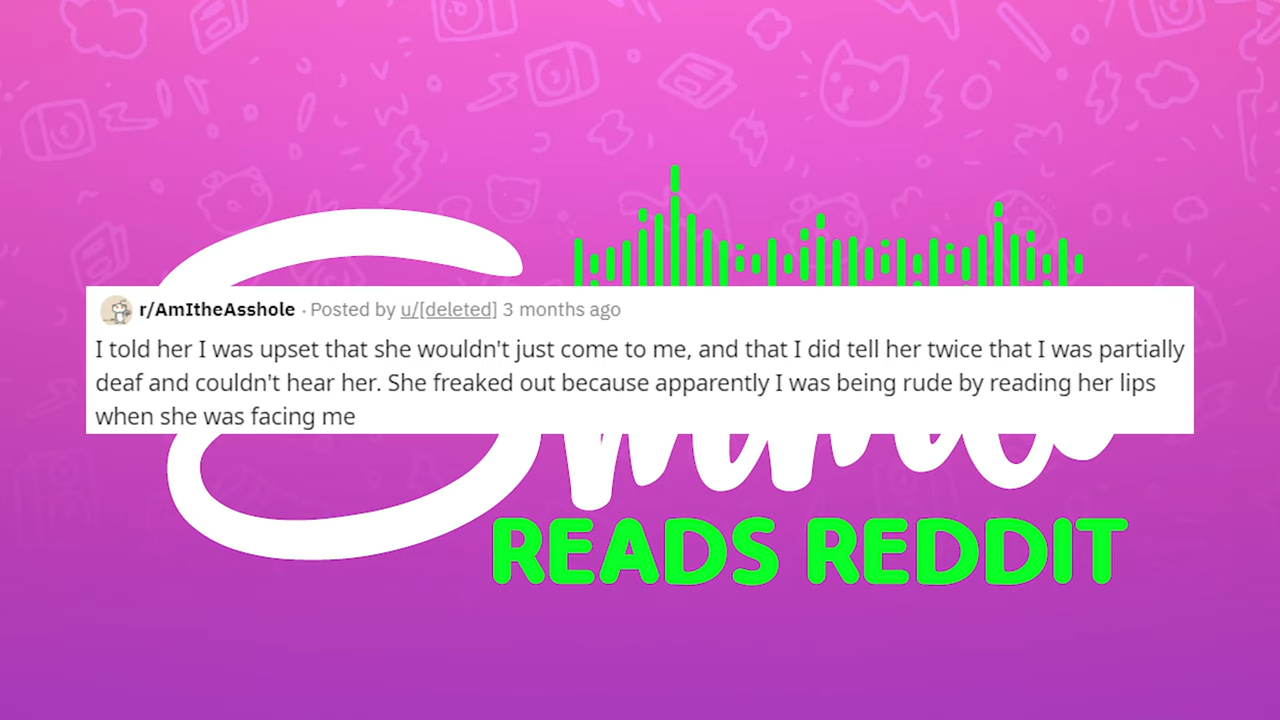 r/AmItheAsshole · Posted by u/[deleted] 3 months ago
I told her I was upset that she wouldn't just come to me, and that I did tell her twice that I was partially
deaf and couldn't hear her. She freaked out because apparently I was being rude by reading her lips
when she was facing me
READS REDDIT